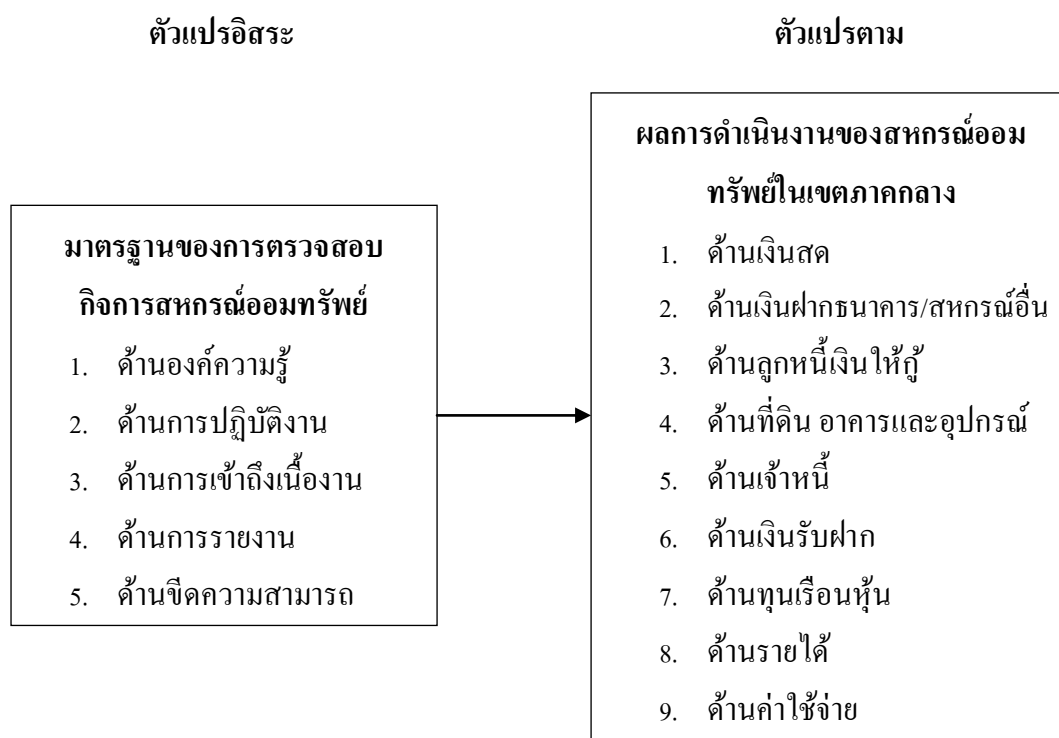 ตัวแปรอิสระ
ตัวแปรตาม
มาตรฐานของการตรวจสอบ
กิจการสหกรณ์ออมทรัพย์
1. ด้านองค์ความรู้
2. ด้านการปฏิบัติงาน
3. ด้านการเข้าถึงเนื้องาน
4. ด้านการรายงาน
5. ด้านขีดความสามารถ
ผลการดำเนินงานของสหกรณ์ออม
ทรัพย์ในเขตภาคกลาง
1. ด้านเงินสด
2. ด้านเงินฝากธนาคาร/สหกรณ์อื่น
3. ด้านลูกหนี้เงินให้กู้
4. ด้านที่ดิน อาคารและอุปกรณ์
5. ด้านเจ้าหนี้
6. ด้านเงินรับฝาก
7. ด้านทุนเรือนหุ้น
8. ด้านรายได้
9. ด้านค่าใช้จ่าย